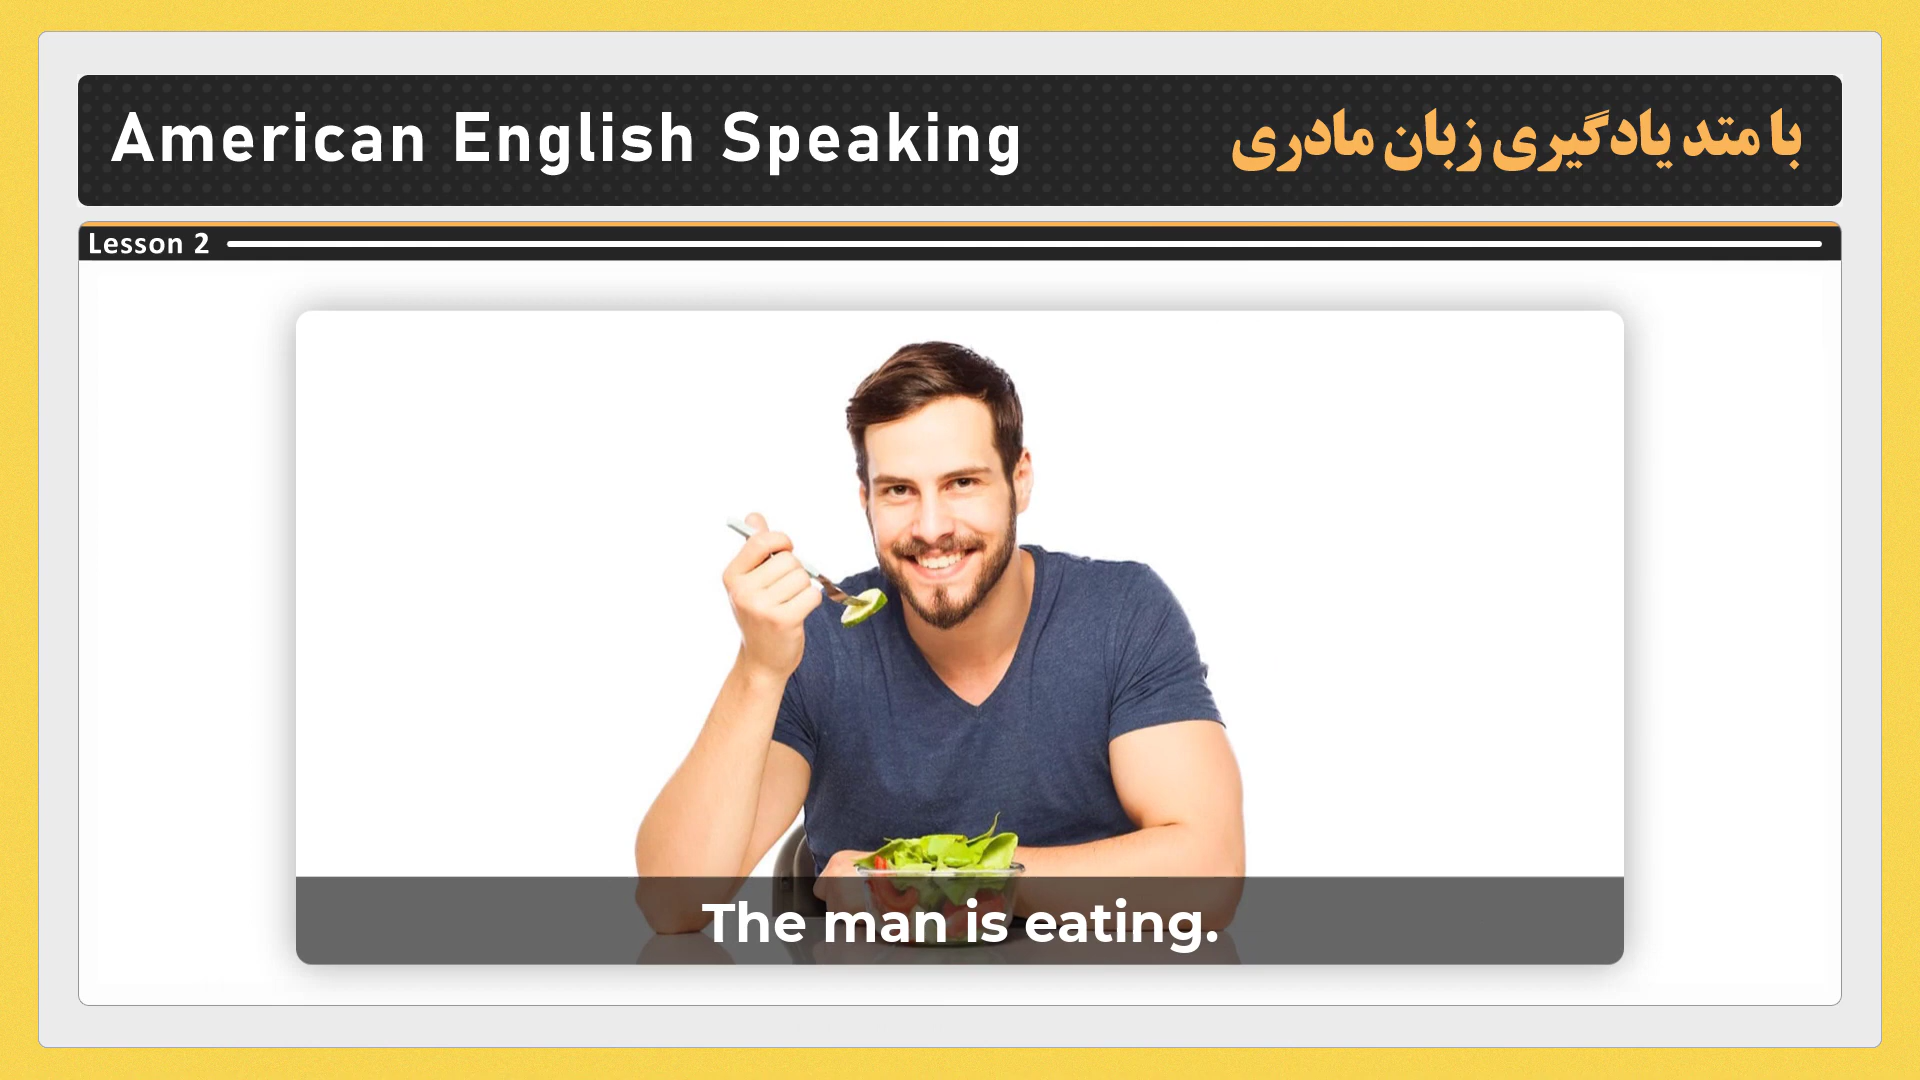 American English Speaking
با متد یادگیری زبان مادری
Lesson 2
The man is eating.